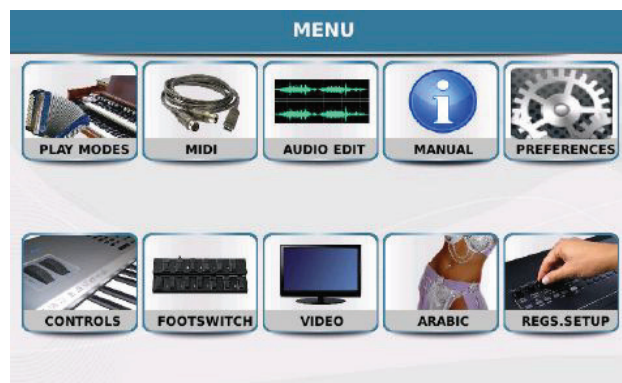 MENU
PLAY MODES
MIDI
AUDIO EDIT
MANUAL
PREFERENCES
CONTROLS
FOOTSWITCH
VIDEO
ARABIC
REGS.SETUP